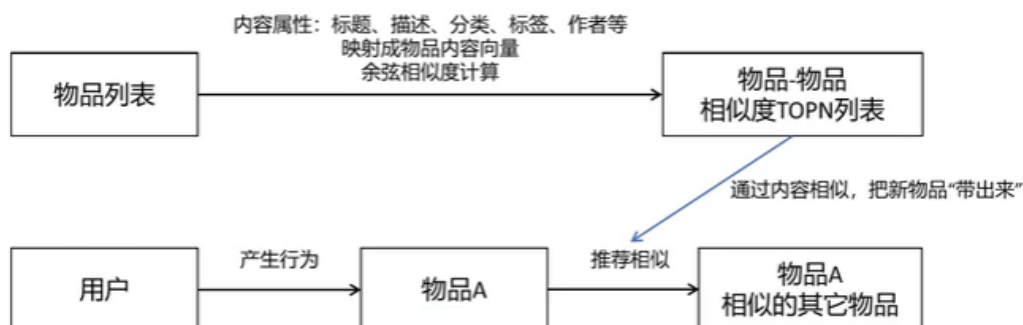 内容属性：标题、描述、分类、标签、作者等
映射成物品内容向量
余弦相似度计算
物品列表
物品-物品
相似度TOPN列表
通过内容相似，把新物品“带出来”
用户
产生行为
物品A
推荐相似
物品A
相似的其它物品